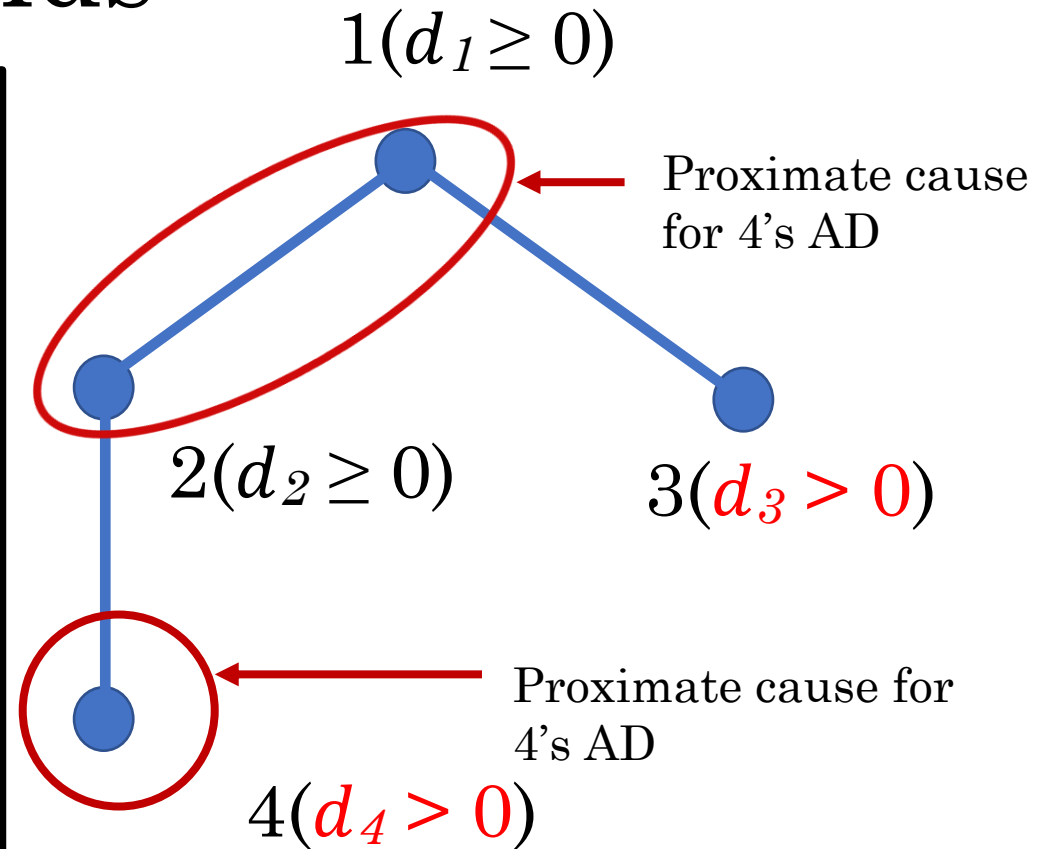 1(d₁ ≥ 0)
Proximate cause
for 4’s AD
2(d₂ ≥ 0)
3(d₃ > 0)
Proximate cause for
4’s AD
4(d₄ > 0)